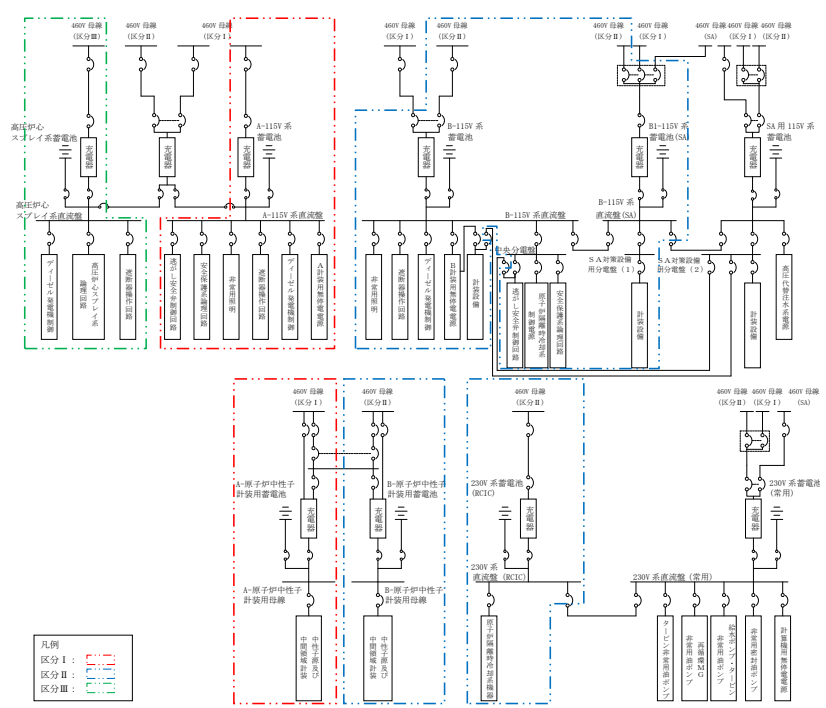 460V 母線
(区分Ⅲ)
460V 母線
(区分Ⅱ)
460V 母線
(区分Ⅰ)
460V 母線
(区分Ⅰ)
高圧炉心
スプレイ系蓄電池
充電器
充電器
A-115V 系
蓄電池
充電器
高圧炉心
スプレイ系直流盤
A-115V 系直流盤
ディーゼル発電機制御
高圧炉心スプレイ系
論理回路
遮断器操作回路
逃がし安全弁制御回路
安全保護系論理回路
非常用照明
遮断器操作回路
ディーゼル発電機制御
A計装用無停電電源
460V 母線
(区分Ⅰ)
460V 母線
(区分Ⅱ)
460V 母線
(区分Ⅱ)
460V 母線
(区分Ⅰ)
460V 母線
(SA)
460V 母線
(区分Ⅰ)
460V 母線
(区分Ⅱ)
充電器
B-115V 系
蓄電池
充電器
B1-115V 系
蓄電池(SA)
充電器
SA用 115V 系
蓄電池
B-115V 系直流盤
B-115V 系
直流盤(SA)
中央分電盤
SA対策設備
用分電盤(1)
SA対策設備
用分電盤(2)
非常用照明
遮断器操作回路
ディーゼル発電機制御
B計装用無停電電源
計装設備
逃がし安全弁制御回路
原子炉隔離時冷却系
制御電源
安全保護系論理回路
計装設備
計装設備
高圧代替注水系電源
460V 母線
(区分Ⅰ)
460V 母線
(区分Ⅱ)
460V 母線
(区分Ⅱ)
460V 母線
(区分Ⅱ)
460V 母線
(区分Ⅰ)
460V 母線
(SA)
A-原子炉中性子
計装用蓄電池
充電器
B-原子炉中性子
計装用蓄電池
充電器
230V 系蓄電池
(RCIC)
充電器
230V 系蓄電池
(常用)
充電器
A-原子炉中性子
計装用母線
B-原子炉中性子
計装用母線
230V 系
直流盤(RCIC)
230V 系直流盤(常用)
中性子源及び
中間領域計装
中性子源及び
中間領域計装
原子炉隔離時冷却系機器
タービン非常用油ポンプ
再循環MG
非常用油ポンプ
給水ポンプ・タービン
非常用油ポンプ
非常用密封油ポンプ
計算機用無停電電源
凡例
区分Ⅰ:
区分Ⅱ:
区分Ⅲ: